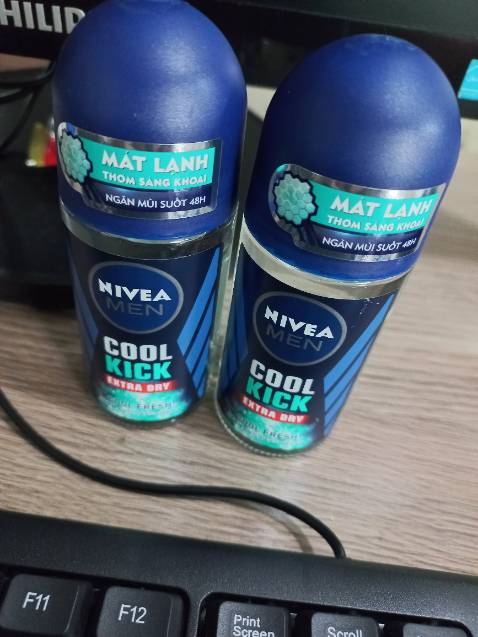 PHILIP
MÁT LẠNH
THƠM SẢNG KHOÁI
NGĂN MÙI SUỐT 48H
NIVEA
MEN
COOL
KICK
EXTRA DRY
MÁT LẠNH
THƠM SẢNG KHOÁI
NGĂN MÙI SUỐT 48H
NIVEA
MEN
COOL
KICK
EXTRA DRY
F11
F12
Print
Screen
Scroll